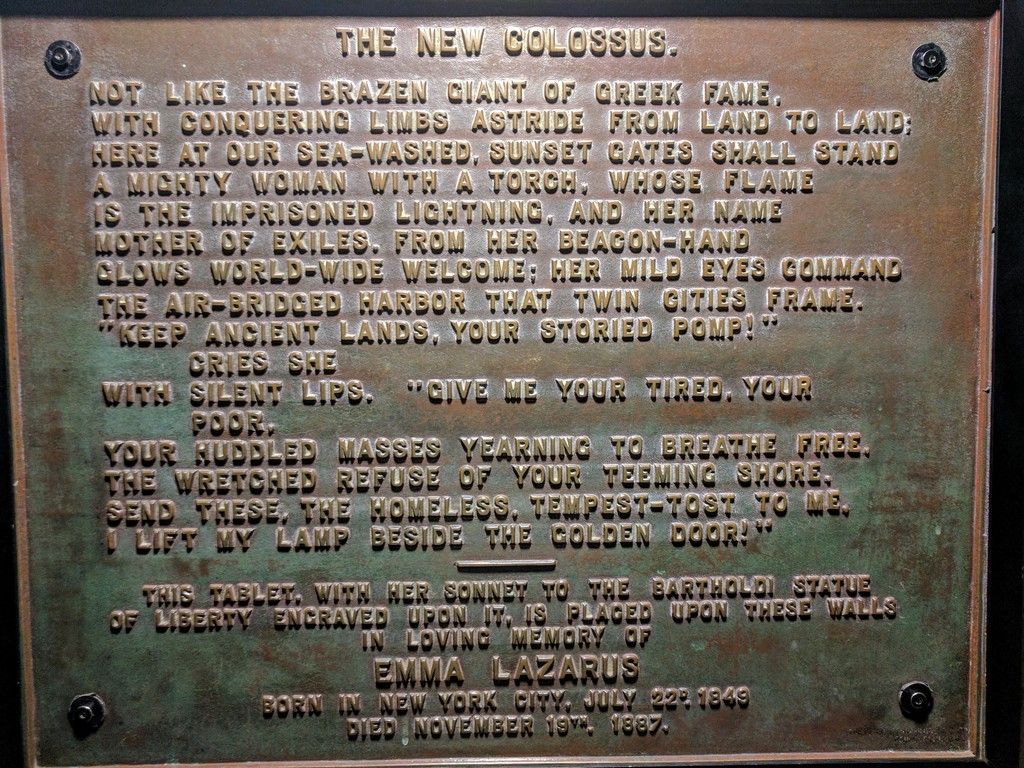 THE NEW COLOSSUS.
NOT LIKE THE BRAZEN GIANT OF GREEK FAME,
WITH CONQUERING LIMBS ASTRIDE FROM LAND TO LAND;
HERE AT OUR SEA-WASHED, SUNSET GATES SHALL STAND
A MIGHTY WOMAN WITH A TORCH, WHOSE FLAME
IS THE IMPRISONED LIGHTNING, AND HER NAME
MOTHER OF EXILES. FROM HER BEACON-HAND
GLOWS WORLD-WIDE WELCOME; HER MILD EYES COMMAND
THE AIR-BRIDGED HARBOR THAT TWIN CITIES FRAME.
"KEEP ANCIENT LANDS, YOUR STORIED POMP!"
CRIES SHE
WITH SILENT LIPS. "GIVE ME YOUR TIRED, YOUR
POOR,
YOUR HUDDLED MASSES YEARNING TO BREATHE FREE,
THE WRETCHED REFUSE OF YOUR TEEMING SHORE,
SEND THESE, THE HOMELESS, TEMPEST-TOST TO ME,
I LIFT MY LAMP BESIDE THE GOLDEN DOOR!"
THIS TABLET, WITH HER SONNET TO THE BARTHOLDI STATUE
OF LIBERTY ENGRAVED UPON IT, IS PLACED UPON THESE WALLS
IN LOVING MEMORY OF
EMMA LAZARUS
BORN IN NEW YORK CITY, JULY 22D, 1849
DIED NOVEMBER 19TH, 1887.